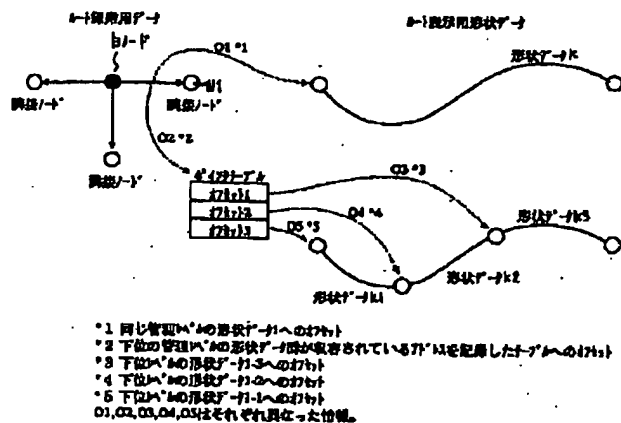 ルート探索用データ
ルート表示用形状データ
自ノード
O1 *1
形状データk
隣接ノード
隣接ノード
O2 *2
隣接ノード
ポインタテーブル
O3 *3
オフセット1
オフセット2
オフセット3
O4 *4
O5 *5
形状データk3
形状データk1
形状データk2
*1 同じ管理レベルの形状データ1へのオフセット
*2 下位の管理レベルの形状データ群が収容されているアドレスを記録したテーブルへのオフセット
*3 下位レベルの形状データ1-3へのオフセット
*4 下位レベルの形状データ1-2へのオフセット
*5 下位レベルの形状データ1-1へのオフセット
O1,O2,O3,O4,O5はそれぞれ異なった情報。